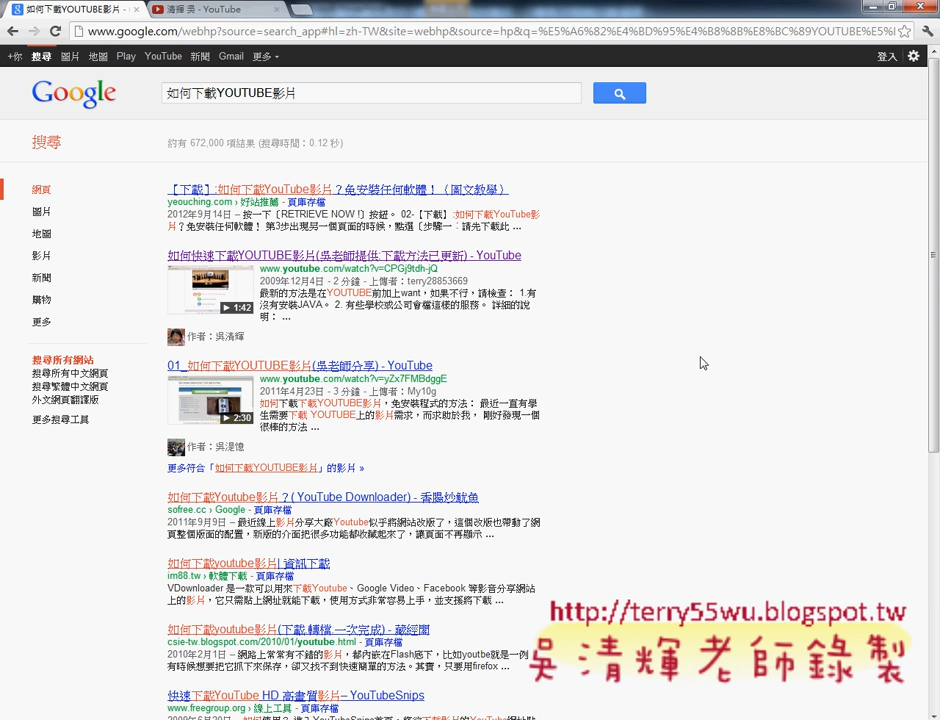 如何下載YOUTUBE影片 -
清輝 吳 - YouTube
www.google.com/webhp?source=search_app#hl=zh-TW&site=webhp&source=hp&q=%E5%A6%82%E4%BD%95%E4%B8%8B%E8%BC%89YOUTUBE%E5%
+你 搜尋 圖片 地圖 Play YouTube 新聞 Gmail 更多 登入
Google 如何下載YOUTUBE影片
搜尋 約有 672,000 項結果 (搜尋時間：0.12 秒)
網頁
圖片
地圖
影片
新聞
購物
更多
搜尋所有網站
搜尋所有中文網頁
搜尋繁體中文網頁
外文網頁翻譯版
更多搜尋工具
【下載】:如何下載YouTube影片？免安裝任何軟體！（圖文教學）
yeouching.com › 好站推薦 - 頁庫存檔
2012年9月14日 – 按一下〔RETRIEVE NOW !〕按鈕。 02-【下載】:如何下載YouTube影
片？免安裝任何軟體！ 第3步出現另一個頁面的時候，點選〔步驟一：請先下載此 ...
如何快速下載YOUTUBE影片(吳老師提供:下載方法已更新) - YouTube
www.youtube.com/watch?v=CPGj9tdh-jQ
2009年12月4日 - 2 分鐘 - 上傳者：terry28853669
最新的方法是在YOUTUBE前加上want，如果不行，請檢查： 1.有
沒有安裝JAVA。 2. 有些學校或公司會檔這樣的服務。 詳細的說
明： ...
1:42
作者：吳清輝
01_如何下載YOUTUBE影片(吳老師分享) - YouTube
www.youtube.com/watch?v=yZx7FMBdggE
2011年4月23日 - 3 分鐘 - 上傳者：My10g
如何下載下載YOUTUBE影片，免安裝程式的方法： 最近一直有學
生需要下載 YOUTUBE上的影片需求，而求助於我， 剛好發現一個
很棒的方法 ...
2:30
作者：吳湜憶
更多符合「如何下載YOUTUBE影片」的影片 »
如何下載Youtube影片？( YouTube Downloader) - 香腸炒魷魚
sofree.cc › Google - 頁庫存檔
2011年9月9日 – 最近線上影片分享大廠Youtube似乎將網站改版了，這個改版也帶動了網
頁整個版面的配置，新版的介面把很多功能都收藏起來了，讓頁面不再顯示 ...
如何下載youtube影片| 資訊下載
im88.tw › 軟體下載 - 頁庫存檔
VDownloader 是一款可以用來下載Youtube、Google Video、Facebook 等影音分享網站
上的影片，它只需貼上網址就能下載，使用方式非常容易上手，並支援將下載 ...
如何下載youtube影片(下載.轉檔.一次完成) - 藏經閣
csie-tw.blogspot.com/2010/01/youtube.html - 頁庫存檔
2010年2月1日 – 網路上常常有不錯的影片，都內嵌在Flash底下，比如youtbe就是一例
有時候想要把它抓下來保存，卻又找不到快速簡單的方法。其實，只要用firefox ...
快速下載YouTube HD 高畫質影片– YouTubeSnips
www.freegroup.org › 線上工具 - 頁庫存檔
http://terry55wu.blogspot.tw
吳清輝老師錄製